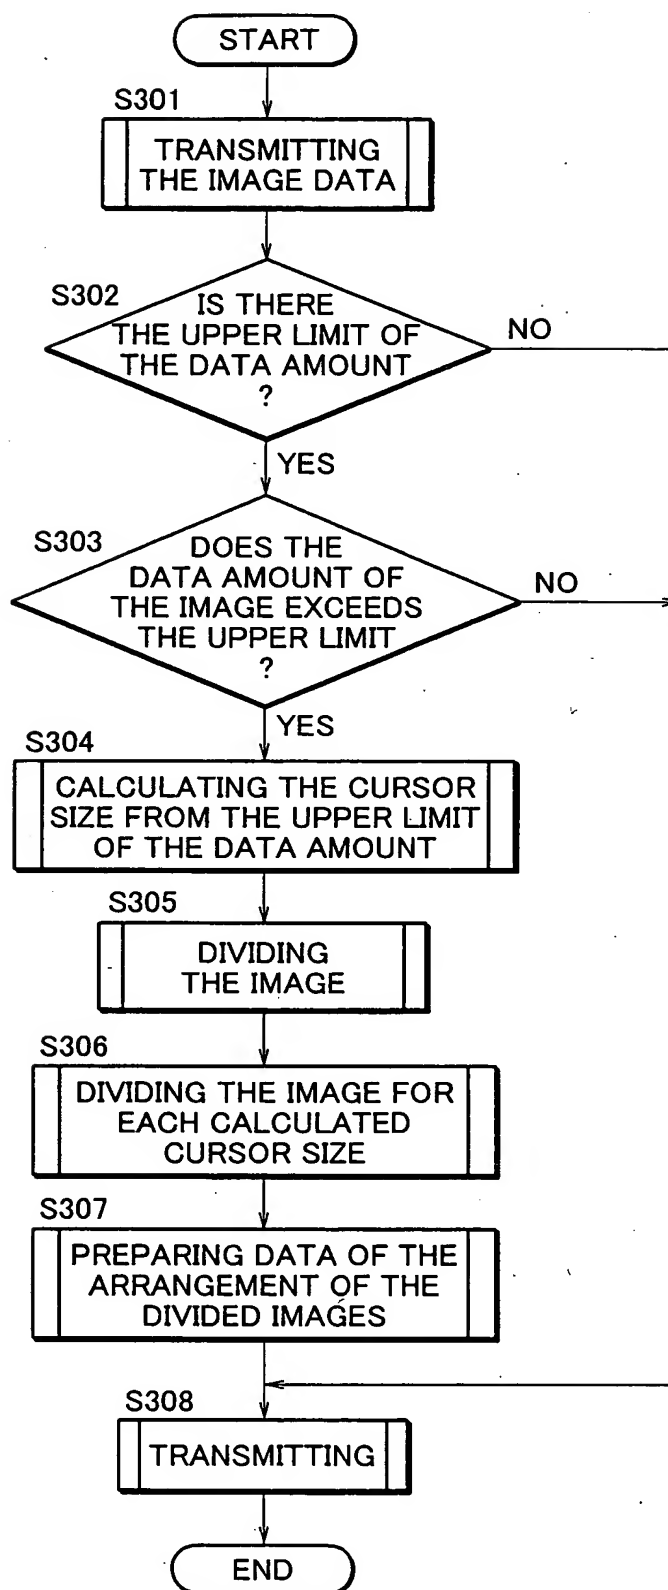 START
S301
TRANSMITTING
THE IMAGE DATA
S302
IS THERE
THE UPPER LIMIT OF
THE DATA AMOUNT
?
NO
YES
S303
DOES THE
DATA AMOUNT OF
THE IMAGE EXCEEDS
THE UPPER LIMIT
?
NO
YES
S304
CALCULATING THE CURSOR
SIZE FROM THE UPPER LIMIT
OF THE DATA AMOUNT
S305
DIVIDING
THE IMAGE
S306
DIVIDING THE IMAGE FOR
EACH CALCULATED
CURSOR SIZE
S307
PREPARING DATA OF THE
ARRANGEMENT OF THE
DIVIDED IMAGES
S308
TRANSMITTING
END